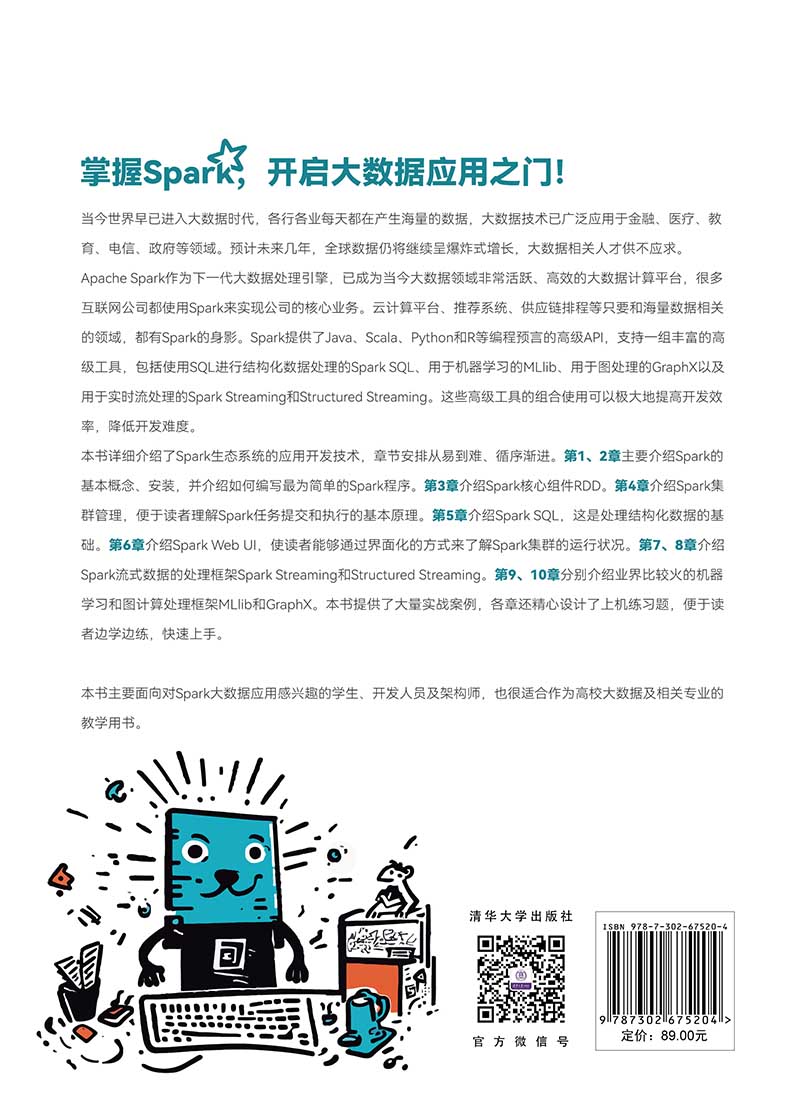 掌握Spark，开启大数据应用之门！
当今世界早已进入大数据时代，各行各业每天都在产生海量的数据，大数据技术已广泛应用于金融、医疗、教
育、电信、政府等领域。预计未来几年，全球数据仍将继续呈爆炸式增长，大数据相关人才供不应求。
Apache Spark作为下一代大数据处理引擎，已成为当今大数据领域非常活跃、高效的大数据计算平台，很多
互联网公司都使用Spark来实现公司的核心业务。云计算平台、推荐系统、供应链排程等只要和海量数据相关
的领域，都有Spark的身影。Spark提供了Java、Scala、Python和R等编程预言的高级API，支持一组丰富的高
级工具，包括使用SQL进行结构化数据处理的Spark SQL、用于机器学习的MLlib、用于图处理的GraphX以及
用于实时流处理的Spark Streaming和Structured Streaming。这些高级工具的组合使用可以极大地提高开发效
率，降低开发难度。
本书详细介绍了Spark生态系统的应用开发技术，章节安排从易到难、循序渐进。第1、2章主要介绍Spark的
基本概念、安装，并介绍如何编写最为简单的Spark程序。第3章介绍Spark核心组件RDD。第4章介绍Spark集
群管理，便于读者理解Spark任务提交和执行的基本原理。第5章介绍Spark SQL，这是处理结构化数据的基
础。第6章介绍Spark Web UI，使读者能够通过界面化的方式来了解Spark集群的运行状况。第7、8章介绍
Spark流式数据的处理框架Spark Streaming和Structured Streaming。第9、10章分别介绍业界比较火的机器
学习和图计算处理框架MLlib和GraphX。本书提供了大量实战案例，各章还精心设计了上机练习题，便于读
者边学边练，快速上手。
本书主要面向对Spark大数据应用感兴趣的学生、开发人员及架构师，也很适合作为高校大数据及相关专业的
教学用书。
清华大学出版社
官方微信号
ISBN 978-7-302-67520-4
9 787302 675204 >
定价：89.00元